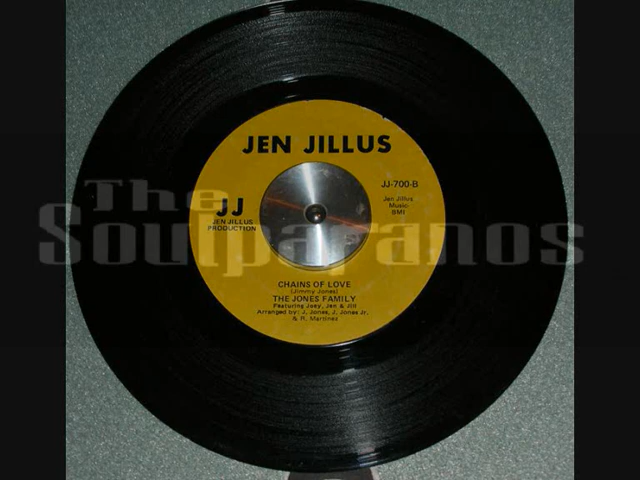 JEN JILLUS
JJ-700-B
Jen Jillus
Music
BMI
JJ
JEN JILLUS
PRODUCTION
The
Soulparanos
CHAINS OF LOVE
(Jimmy Jones)
THE JONES FAMILY
Featuring Joey, Jen & Jill
Arranged by: J. Jones, J. Jones Jr.
& R. Martinez